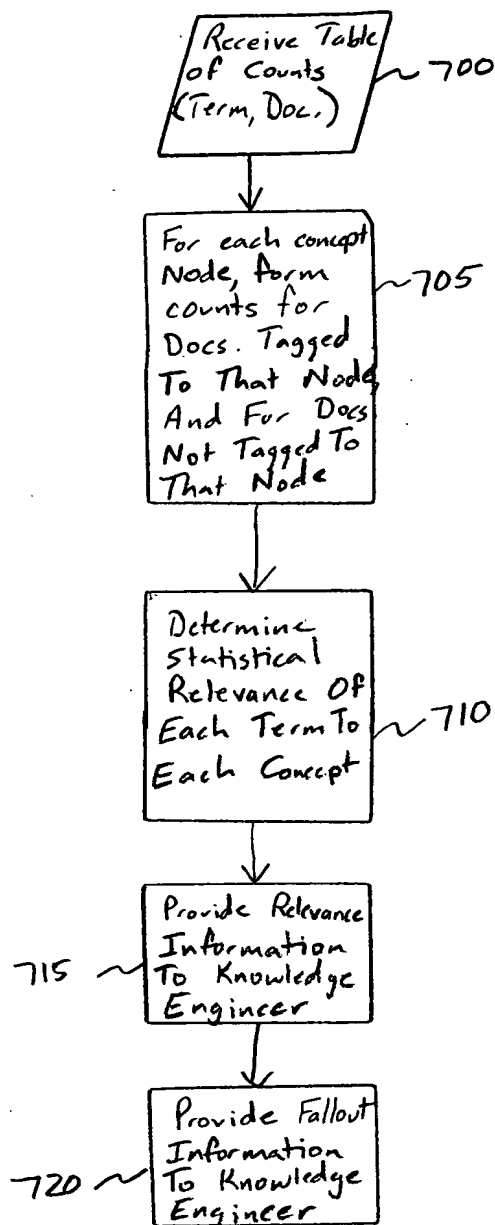 Receive Table
of Counts
(Term, Doc.)
700
For each concept
Node, form
counts for
Docs. Tagged
To That Node,
And For Docs
Not Tagged To
That Node
705
Determine
Statistical
Relevance Of
Each Term To
Each Concept
710
Provide Relevance
Information
To Knowledge
Engineer
715
Provide Fallout
Information
To Knowledge
Engineer
720